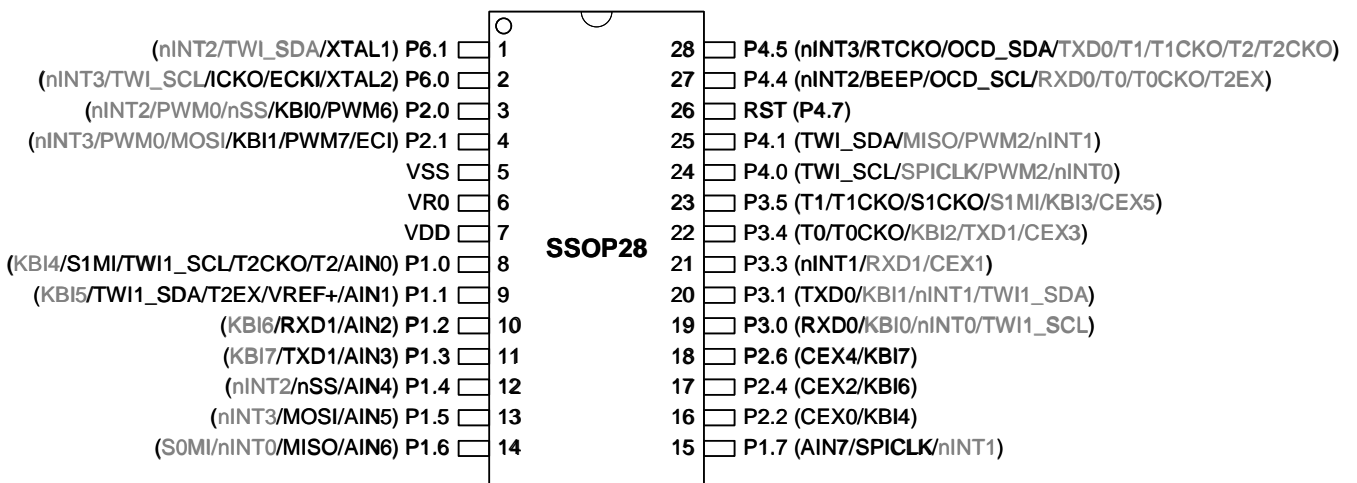 (nINT2/TWI_SDA/XTAL1) P6.1 1 28 P4.5 (nINT3/RTCKO/OCD_SDA/TXD0/T1/T1CKO/T2/T2CKO)
(nINT3/TWI_SCL/ICKO/ECKI/XTAL2) P6.0 2 27 P4.4 (nINT2/BEEP/OCD_SCL/RXD0/T0/T0CKO/T2EX)
(nINT2/PWM0/nSS/KBI0/PWM6) P2.0 3 26 RST (P4.7)
(nINT3/PWM0/MOSI/KBI1/PWM7/ECI) P2.1 4 25 P4.1 (TWI_SDA/MISO/PWM2/nINT1)
VSS 5 24 P4.0 (TWI_SCL/SPICLK/PWM2/nINT0)
VR0 6 23 P3.5 (T1/T1CKO/S1CKO/S1MI/KBI3/CEX5)
VDD 7 22 P3.4 (T0/T0CKO/KBI2/TXD1/CEX3)
SSOP28
(KBI4/S1MI/TWI1_SCL/T2CKO/T2/AIN0) P1.0 8 21 P3.3 (nINT1/RXD1/CEX1)
(KBI5/TWI1_SDA/T2EX/VREF+/AIN1) P1.1 9 20 P3.1 (TXD0/KBI1/nINT1/TWI1_SDA)
(KBI6/RXD1/AIN2) P1.2 10 19 P3.0 (RXD0/KBI0/nINT0/TWI1_SCL)
(KBI7/TXD1/AIN3) P1.3 11 18 P2.6 (CEX4/KBI7)
(nINT2/nSS/AIN4) P1.4 12 17 P2.4 (CEX2/KBI6)
(nINT3/MOSI/AIN5) P1.5 13 16 P2.2 (CEX0/KBI4)
(S0MI/nINT0/MISO/AIN6) P1.6 14 15 P1.7 (AIN7/SPICLK/nINT1)